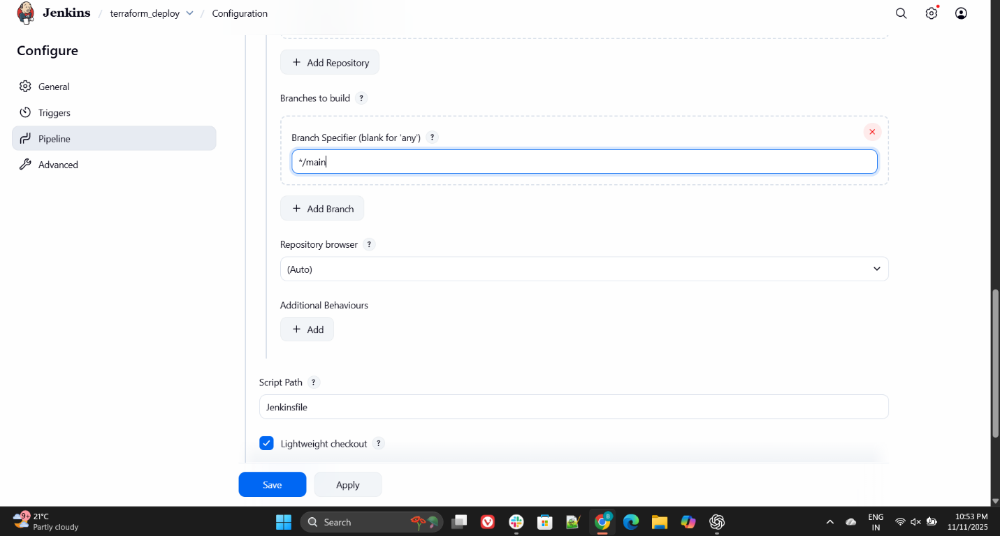 Jenkins / terraform_deploy / Configuration
Configure
General
Triggers
Pipeline
Advanced
+ Add Repository
Branches to build ?
Branch Specifier (blank for 'any') ?
*/main
+ Add Branch
Repository browser ?
(Auto)
Additional Behaviours
+ Add
Script Path ?
Jenkinsfile
Lightweight checkout ?
Save
Apply
9+
21°C
Partly cloudy
Search
B
ENG
IN
10:53 PM
11/11/2025